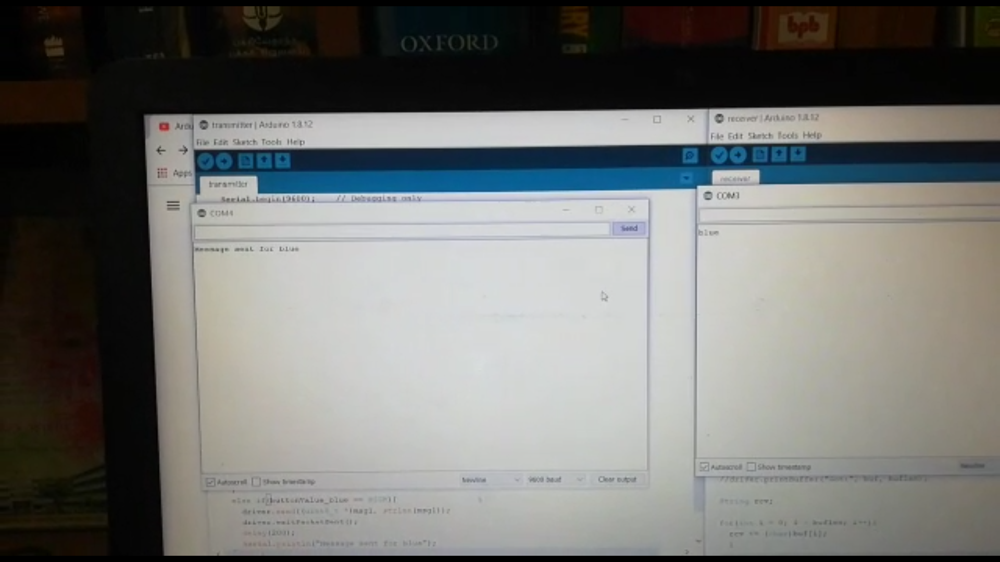 OXFORD
bpb
Ardu
transmitter | Arduino 1.8.12
File Edit Sketch Tools Help
Apps
transmitter
Serial.begin(9600); // Debugging only
COM4
Send
Message sent for blue
Autoscroll Show timestamp
Newline
9600 baud
Clear output
else if(buttonValue_blue ==
driver.send((uint8_t *)msg1, strlen(msg1));
driver.waitPacketSent();
delay(200);
Serial.println("Message sent for blue");
receiver | Arduino 1.8.12
File Edit Sketch Tools Help
receiver
COM3
blue
Autoscroll Show timestamp
Newline
//driver.printBuffer("Got:", buf, buflen);
String rcv;
for(int i = 0; i < buflen; i++){
rcv += (char)buf[i];
}